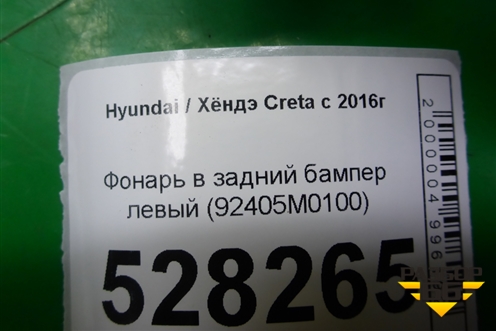 Hyundai / Хёндэ Creta с 2016г
Фонарь в задний бампер
левый (92405M0100)
528265